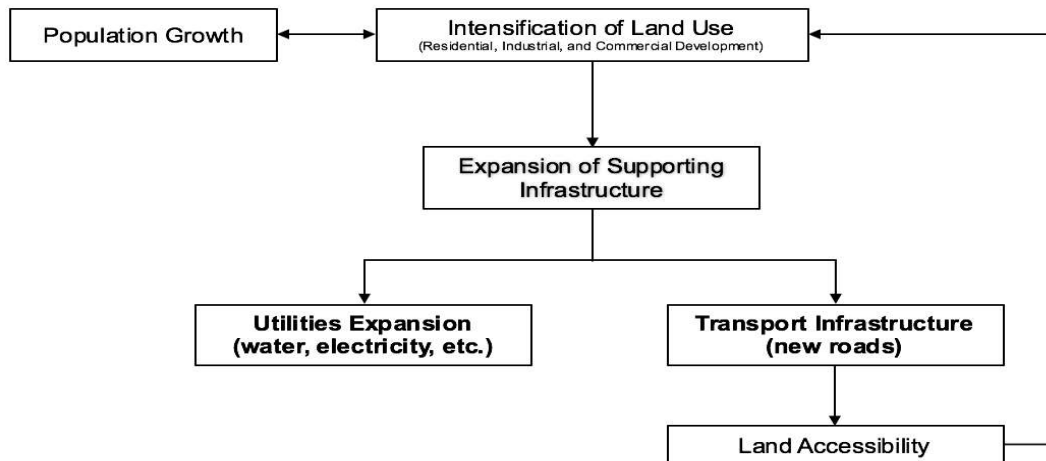 Population Growth
Intensification of Land Use
(Residential, Industrial, and Commercial Development)
Expansion of Supporting
Infrastructure
Utilities Expansion
(water, electricity, etc.)
Transport Infrastructure
(new roads)
Land Accessibility